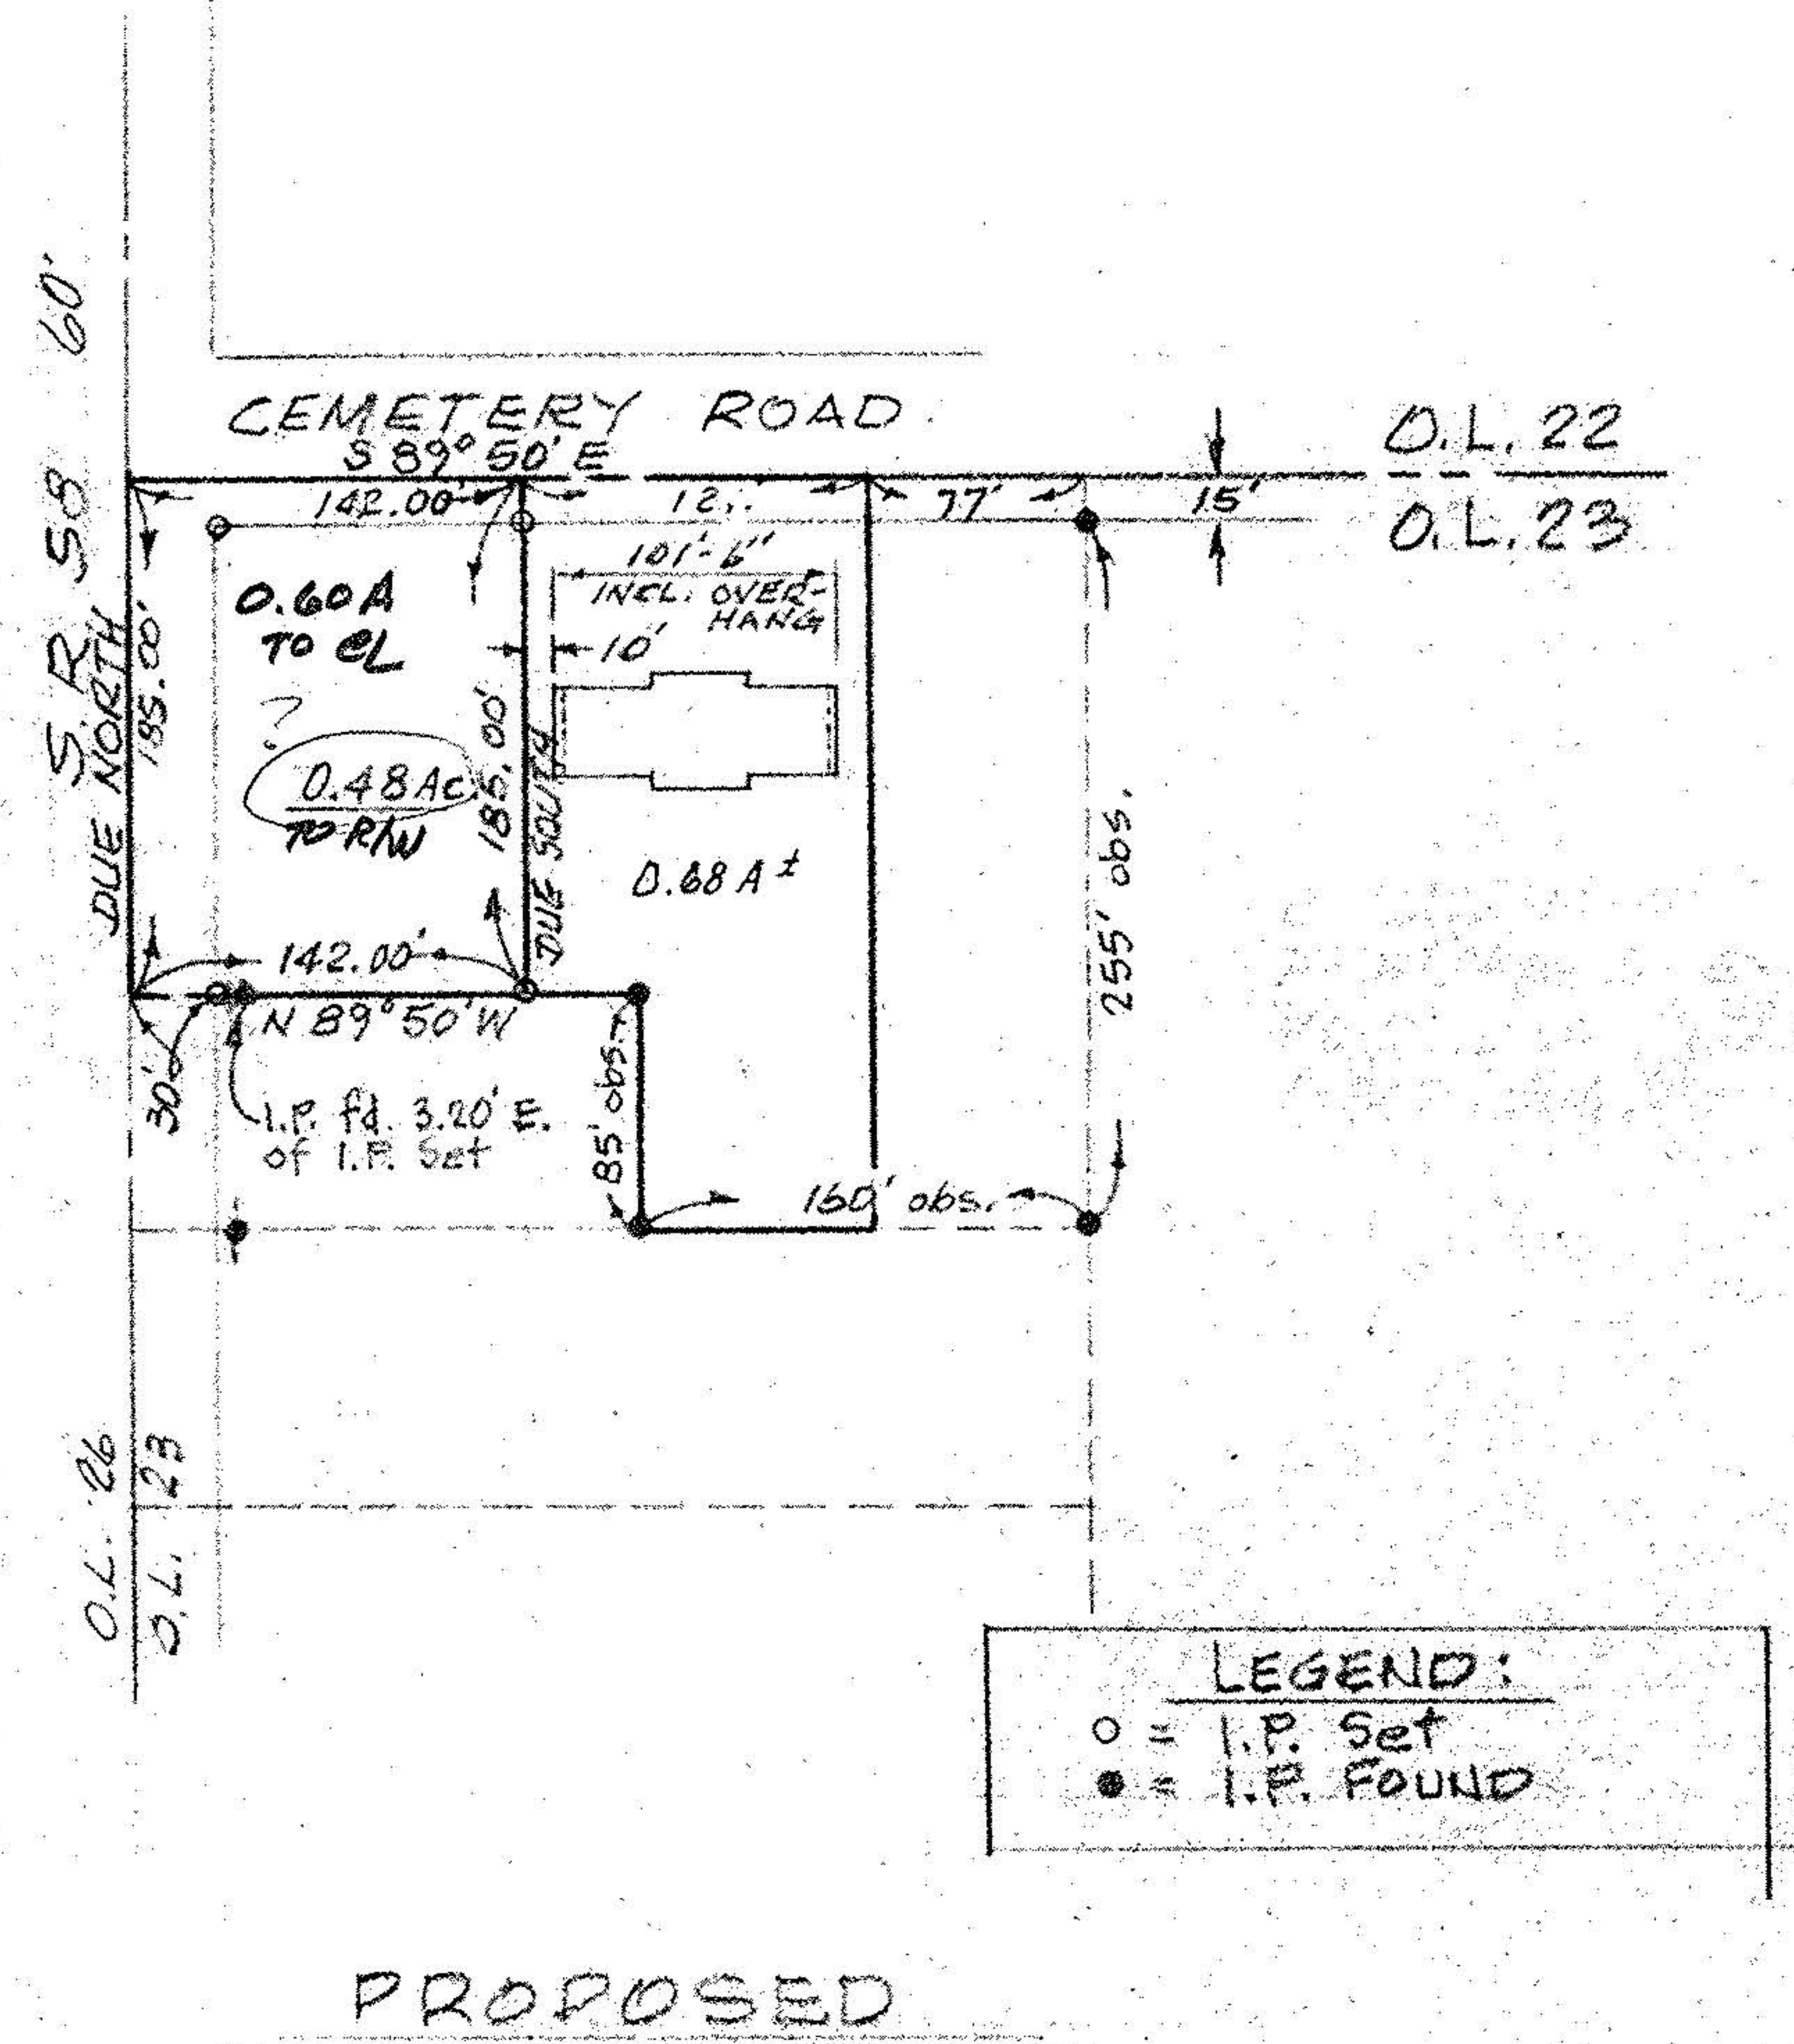 S R 58 60'
CEMETERY ROAD
S 89° 50' E
O.L. 22
O.L. 23
142.00'
77'
15'
101'-6"
INCL. OVER-
HANG
10'
DUE NORTH
185.00'
0.60 A
TO CL
?
0.48 Ac.
TO R/W
185.00'
DUE SOUTH
0.68 A ±
255' obs.
142.00'
N 89° 50' W
30'
I.P. fd. 3.20' E.
of I.P. Set
85' obs.
160' obs.
O.L. 26
O.L. 23
LEGEND:
○ = I.P. Set
● = I.P. FOUND
PROPOSED